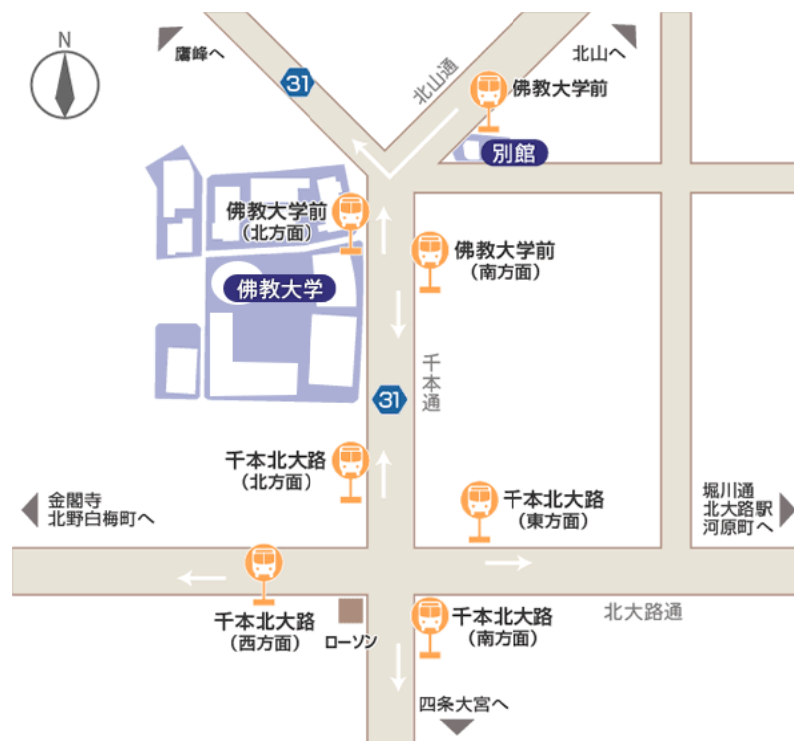 N
鷹峰へ
31
北山通
北山へ
佛教大学前
別館
佛教大学前
(北方面)
佛教大学前
(南方面)
佛教大学
千本通
31
千本北大路
(北方面)
金閣寺
北野白梅町へ
千本北大路
(東方面)
堀川通
北大路駅
河原町へ
千本北大路
(西方面)
ローソン
千本北大路
(南方面)
北大路通
四条大宮へ